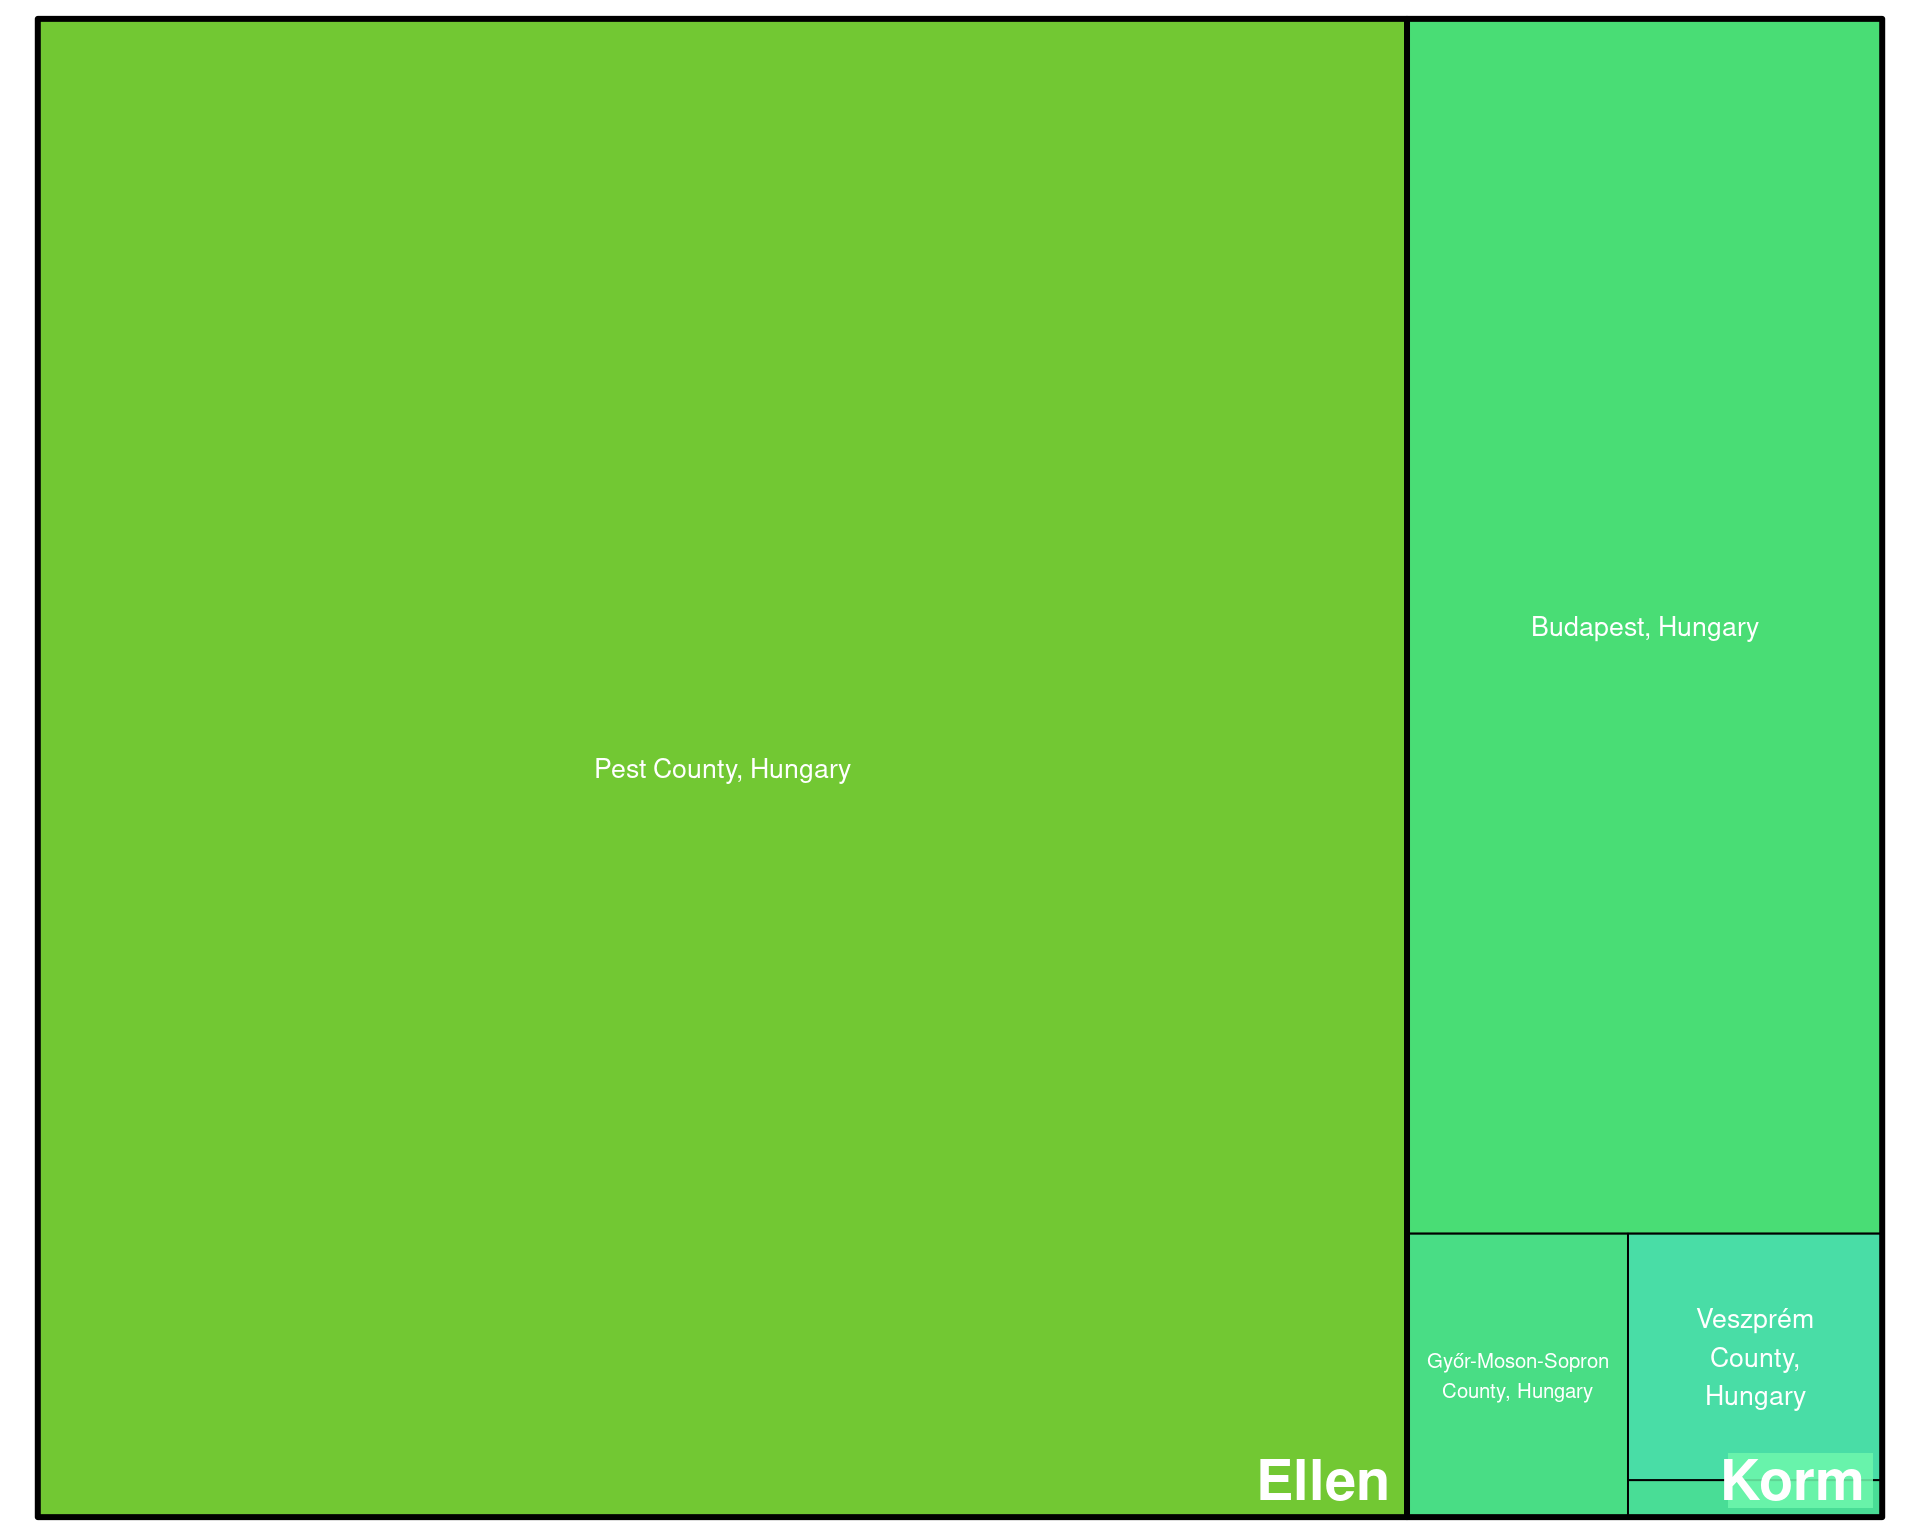 Pest County, Hungary
Budapest, Hungary
Győr-Moson-Sopron
County, Hungary
Veszprém
County,
Hungary
Ellen
Korm